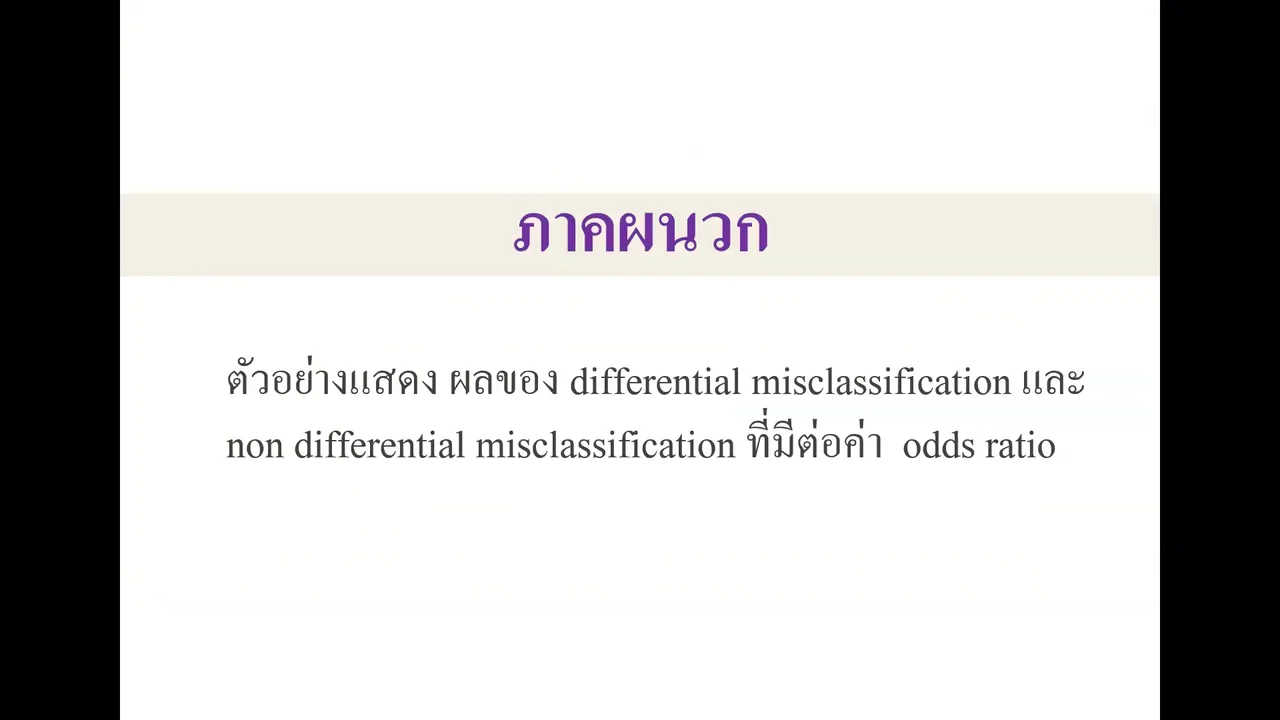 ภาคผนวก
ตัวอย่างแสดง ผลของ differential misclassification และ
non differential misclassification ที่มีต่อค่า odds ratio